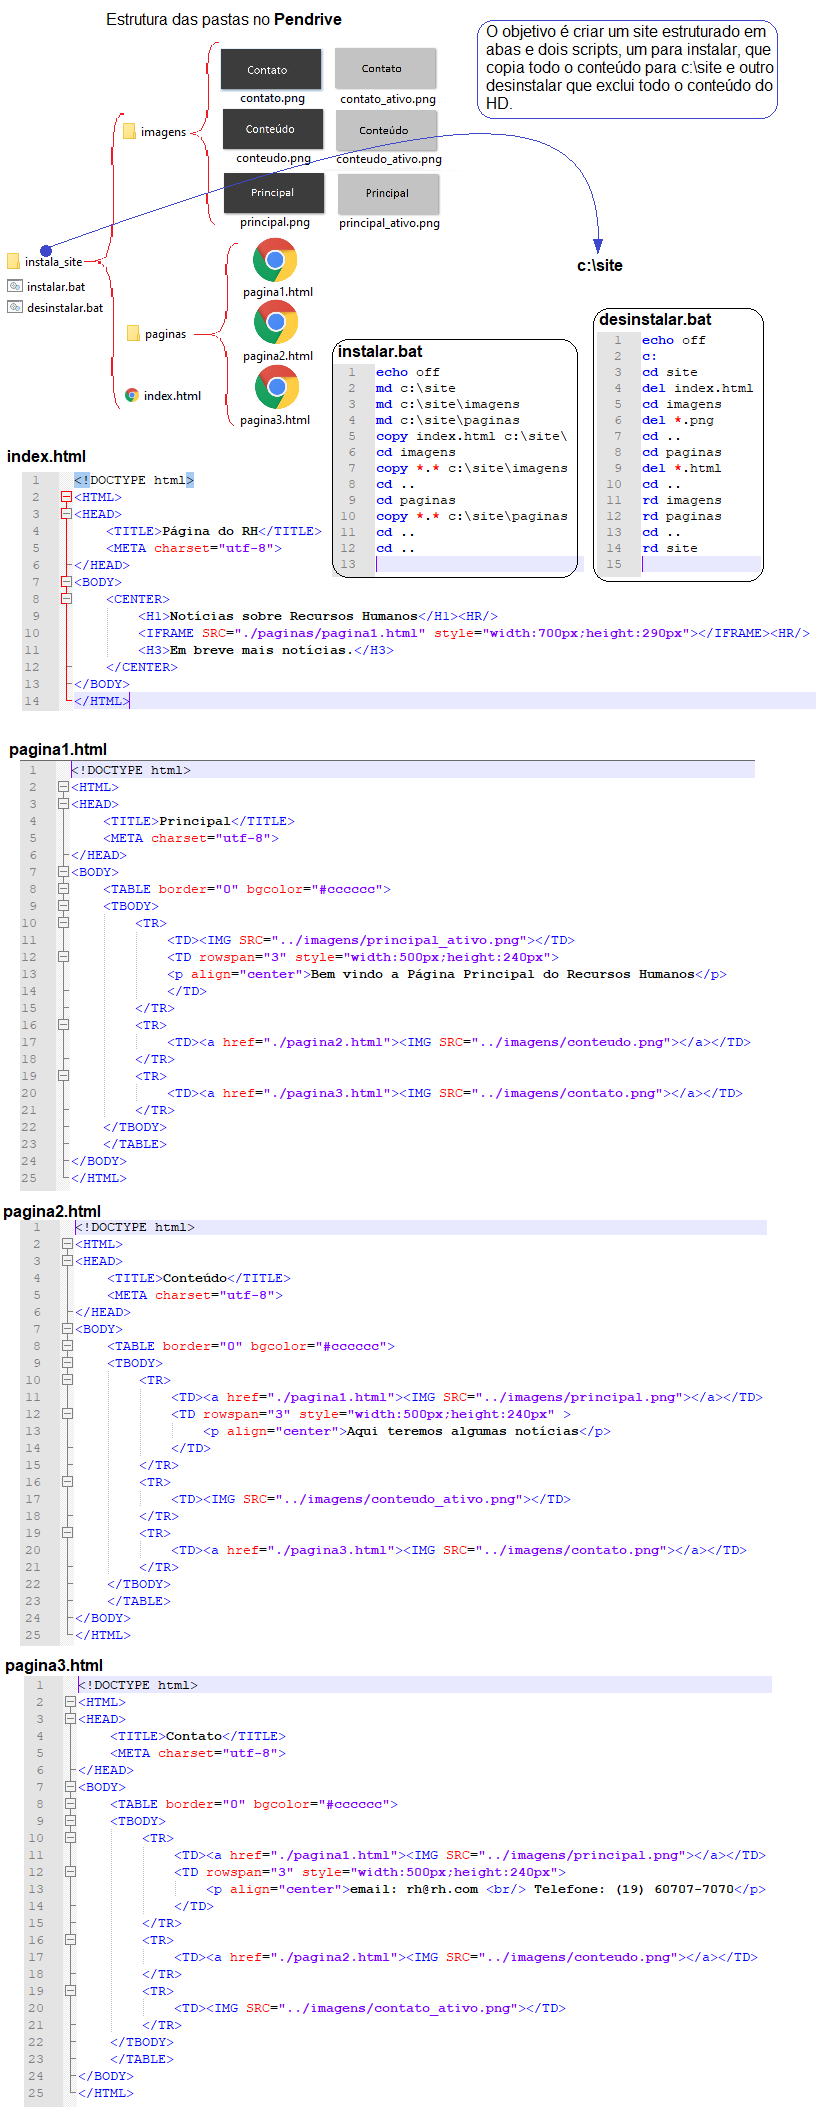 Estrutura das pastas no Pendrive
O objetivo é criar um site estruturado em
abas e dois scripts, um para instalar, que
copia todo o conteúdo para c:\site e outro
desinstalar que exclui todo o conteúdo do
HD.
Contato
contato.png
Contato
contato_ativo.png
imagens
Conteúdo
conteudo.png
Conteúdo
conteudo_ativo.png
Principal
principal.png
Principal
principal_ativo.png
instala_site
instalar.bat
desinstalar.bat
c:\site
pagina1.html
paginas
pagina2.html
pagina3.html
index.html
instalar.bat
1 echo off
2 md c:\site
3 md c:\site\imagens
4 md c:\site\paginas
5 copy index.html c:\site\
6 cd imagens
7 copy *.* c:\site\imagens
8 cd ..
9 cd paginas
10 copy *.* c:\site\paginas
11 cd ..
12 cd ..
13
desinstalar.bat
1 echo off
2 c:
3 cd site
4 del index.html
5 cd imagens
6 del *.png
7 cd ..
8 cd paginas
9 del *.html
10 cd ..
11 rd imagens
12 rd paginas
13 cd ..
14 rd site
15
index.html
1 <!DOCTYPE html>
2 <HTML>
3 <HEAD>
4 <TITLE>Página do RH</TITLE>
5 <META charset="utf-8">
6 </HEAD>
7 <BODY>
8 <CENTER>
9 <H1>Notícias sobre Recursos Humanos</H1><HR/>
10 <IFRAME SRC="./paginas/pagina1.html" style="width:700px;height:290px"></IFRAME><HR/>
11 <H3>Em breve mais notícias.</H3>
12 </CENTER>
13 </BODY>
14 </HTML>
pagina1.html
1 <!DOCTYPE html>
2 <HTML>
3 <HEAD>
4 <TITLE>Principal</TITLE>
5 <META charset="utf-8">
6 </HEAD>
7 <BODY>
8 <TABLE border="0" bgcolor="#cccccc">
9 <TBODY>
10 <TR>
11 <TD><IMG SRC="../imagens/principal_ativo.png"></TD>
12 <TD rowspan="3" style="width:500px;height:240px">
13 <p align="center">Bem vindo a Página Principal do Recursos Humanos</p>
14 </TD>
15 </TR>
16 <TR>
17 <TD><a href="./pagina2.html"><IMG SRC="../imagens/conteudo.png"></a></TD>
18 </TR>
19 <TR>
20 <TD><a href="./pagina3.html"><IMG SRC="../imagens/contato.png"></a></TD>
21 </TR>
22 </TBODY>
23 </TABLE>
24 </BODY>
25 </HTML>
pagina2.html
1 <!DOCTYPE html>
2 <HTML>
3 <HEAD>
4 <TITLE>Conteúdo</TITLE>
5 <META charset="utf-8">
6 </HEAD>
7 <BODY>
8 <TABLE border="0" bgcolor="#cccccc">
9 <TBODY>
10 <TR>
11 <TD><a href="./pagina1.html"><IMG SRC="../imagens/principal.png"></a></TD>
12 <TD rowspan="3" style="width:500px;height:240px" >
13 <p align="center">Aqui teremos algumas notícias</p>
14 </TD>
15 </TR>
16 <TR>
17 <TD><IMG SRC="../imagens/conteudo_ativo.png"></TD>
18 </TR>
19 <TR>
20 <TD><a href="./pagina3.html"><IMG SRC="../imagens/contato.png"></a></TD>
21 </TR>
22 </TBODY>
23 </TABLE>
24 </BODY>
25 </HTML>
pagina3.html
1 <!DOCTYPE html>
2 <HTML>
3 <HEAD>
4 <TITLE>Contato</TITLE>
5 <META charset="utf-8">
6 </HEAD>
7 <BODY>
8 <TABLE border="0" bgcolor="#cccccc">
9 <TBODY>
10 <TR>
11 <TD><a href="./pagina1.html"><IMG SRC="../imagens/principal.png"></a></TD>
12 <TD rowspan="3" style="width:500px;height:240px">
13 <p align="center">email: rh@rh.com <br/> Telefone: (19) 60707-7070</p>
14 </TD>
15 </TR>
16 <TR>
17 <TD><a href="./pagina2.html"><IMG SRC="../imagens/conteudo.png"></a></TD>
18 </TR>
19 <TR>
20 <TD><IMG SRC="../imagens/contato_ativo.png"></TD>
21 </TR>
22 </TBODY>
23 </TABLE>
24 </BODY>
25 </HTML>